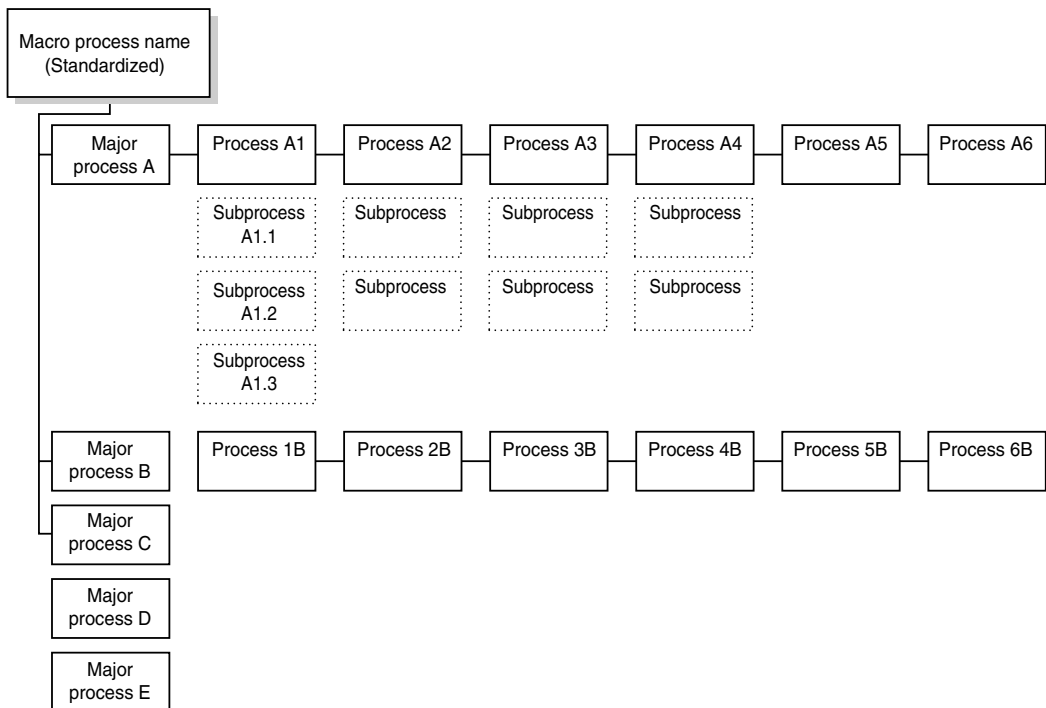 Macro process name
(Standardized)
Major
process A
Process A1
Process A2
Process A3
Process A4
Process A5
Process A6
Subprocess
A1.1
Subprocess
Subprocess
Subprocess
Subprocess
A1.2
Subprocess
Subprocess
Subprocess
Subprocess
A1.3
Major
process B
Process 1B
Process 2B
Process 3B
Process 4B
Process 5B
Process 6B
Major
process C
Major
process D
Major
process E